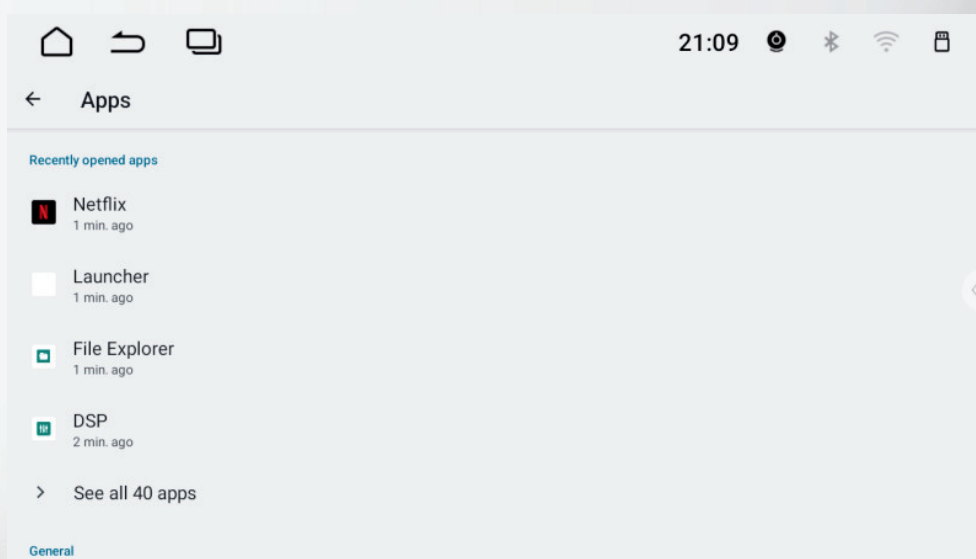 21:09
Apps
Recently opened apps
N
Netflix
1 min. ago
Launcher
1 min. ago
File Explorer
1 min. ago
DSP
2 min. ago
See all 40 apps
General